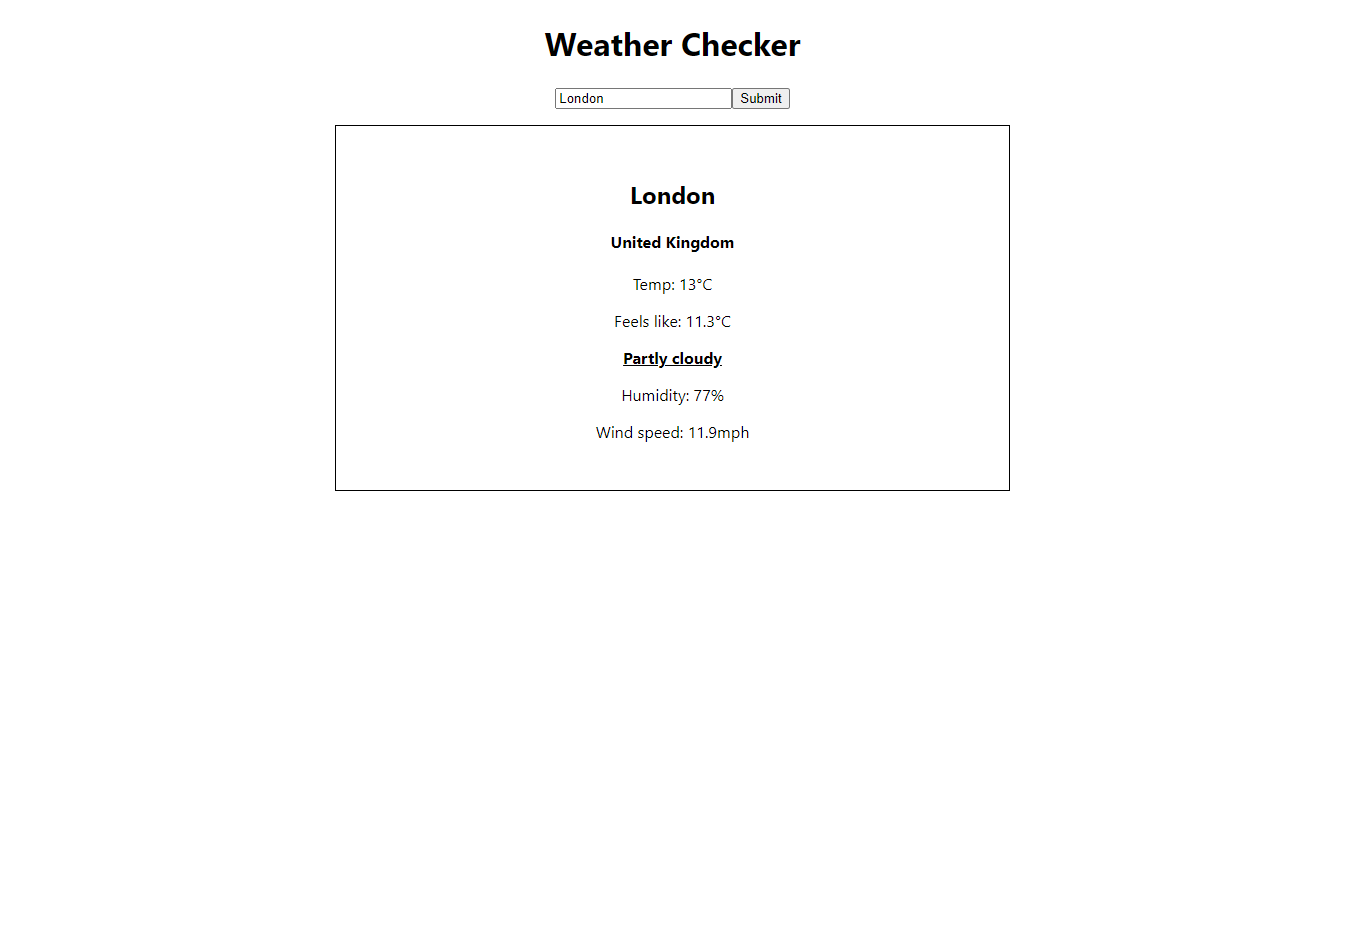 Weather Checker
London Submit
London
United Kingdom
Temp: 13°C
Feels like: 11.3°C
Partly cloudy
Humidity: 77%
Wind speed: 11.9mph